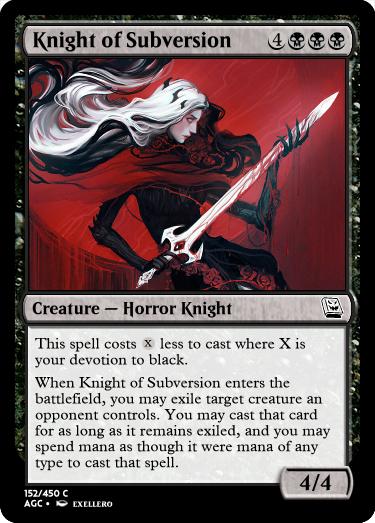 Knight of Subversion 4
Creature — Horror Knight
This spell costs X less to cast where X is
your devotion to black.
When Knight of Subversion enters the
battlefield, you may exile target creature an
opponent controls. You may cast that card
for as long as it remains exiled, and you may
spend mana as though it were mana of any
type to cast that spell.
4/4
152/450 C
AGC • EXELLERO